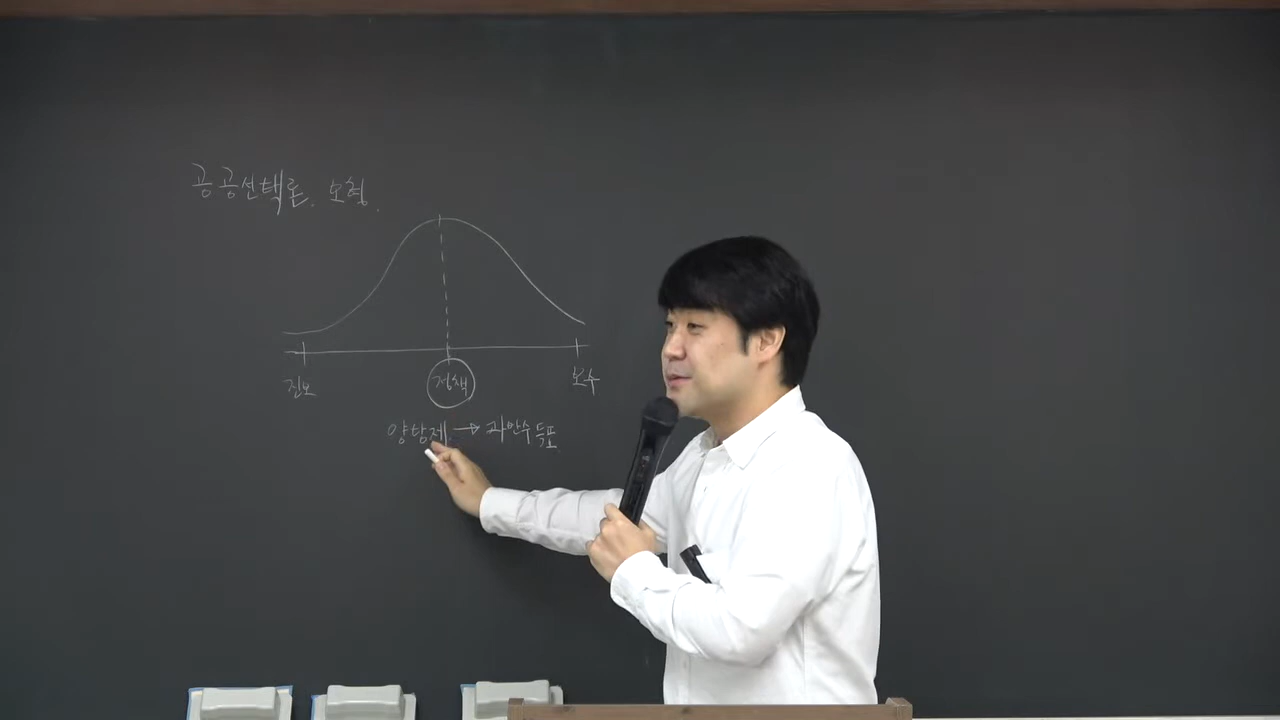 공공선택론. 모형.
진보 정책 보수
양당제. → 과반수 득표